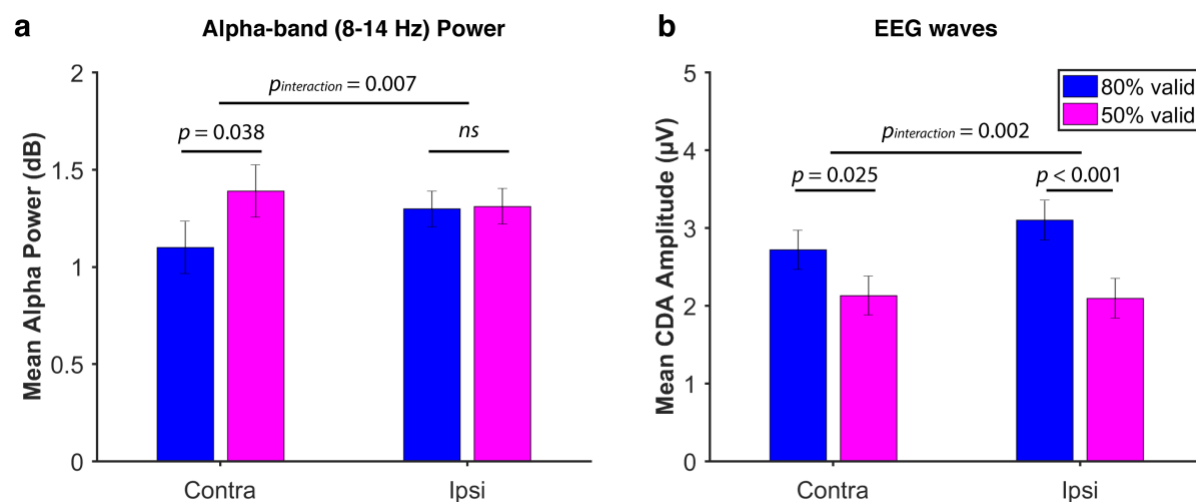 a
Alpha-band (8-14 Hz) Power
Mean Alpha Power (dB)
2
1.5
1
0.5
0
pinteraction = 0.007
p = 0.038
ns
Contra
Ipsi
b
EEG waves
Mean CDA Amplitude (µV)
5
4
3
2
1
0
80% valid
50% valid
pinteraction = 0.002
p = 0.025
p < 0.001
Contra
Ipsi